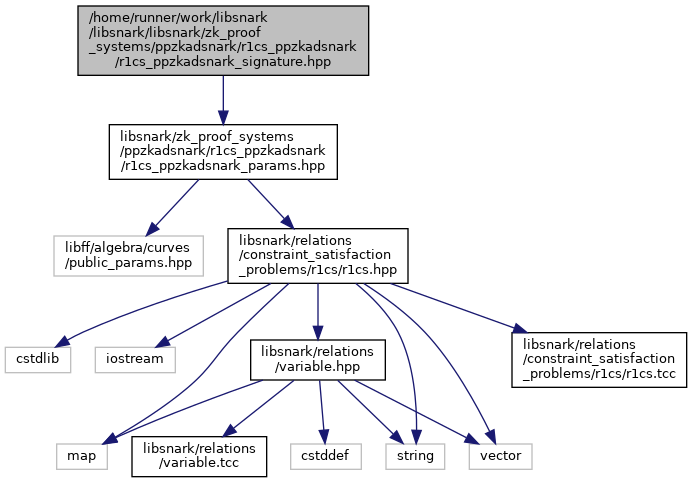 /home/runner/work/libsnark
/libsnark/libsnark/zk_proof
_systems/ppzkadsnark/r1cs_ppzkadsnark
/r1cs_ppzkadsnark_signature.hpp
libsnark/zk_proof_systems
/ppzkadsnark/r1cs_ppzkadsnark
/r1cs_ppzkadsnark_params.hpp
libff/algebra/curves
/public_params.hpp
libsnark/relations
/constraint_satisfaction
_problems/r1cs/r1cs.hpp
cstdlib
iostream
libsnark/relations
/variable.hpp
libsnark/relations
/constraint_satisfaction
_problems/r1cs/r1cs.tcc
map
libsnark/relations
/variable.tcc
cstddef
string
vector